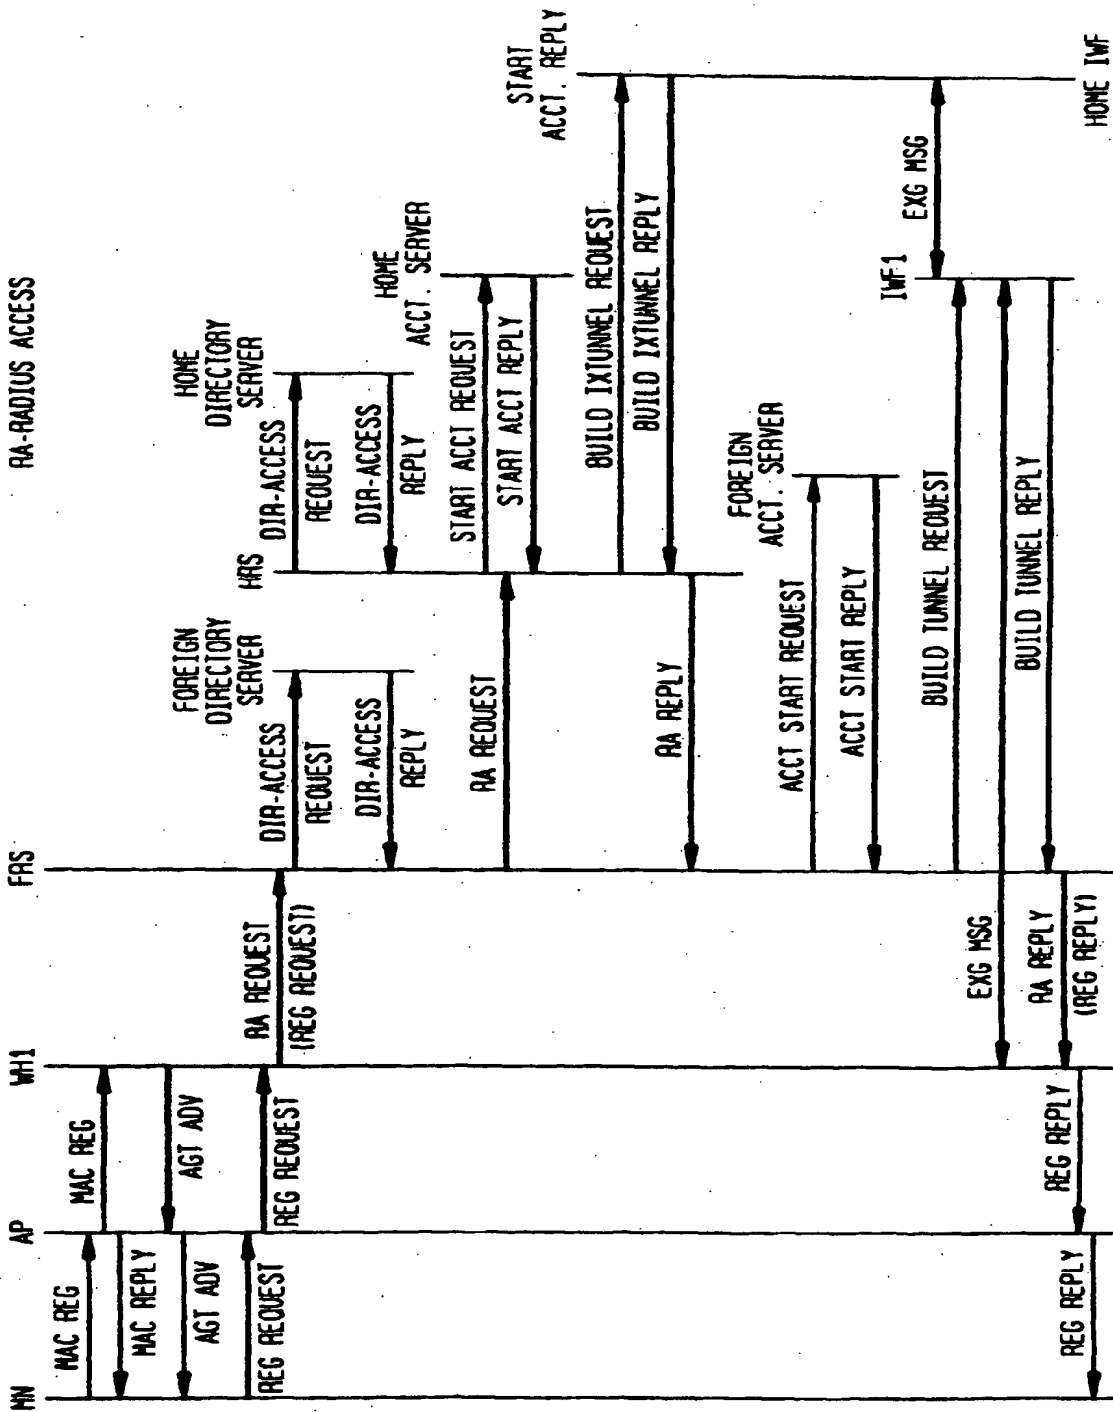 RA-RADIUS ACCESS
MN
AP
WH1
FRS
FOREIGN
DIRECTORY
SERVER
HRS
HOME
DIRECTORY
SERVER
MAC REG
MAC REG
MAC REPLY
AGT ADV
AGT ADV
REG REQUEST
REG REQUEST
RA REQUEST
(REG REQUEST)
DIR-ACCESS
REQUEST
DIR-ACCESS
REPLY
DIR-ACCESS
REQUEST
DIR-ACCESS
REPLY
HOME
ACCT. SERVER
START ACCT REQUEST
RA REQUEST
START ACCT REPLY
START
ACCT. REPLY
BUILD IXTUNNEL REQUEST
BUILD IXTUNNEL REPLY
RA REPLY
FOREIGN
ACCT. SERVER
ACCT START REQUEST
ACCT START REPLY
IWF1
EXG MSG
BUILD TUNNEL REQUEST
EXG MSG
BUILD TUNNEL REPLY
RA REPLY
(REG REPLY)
REG REPLY
REG REPLY
HOME IWF